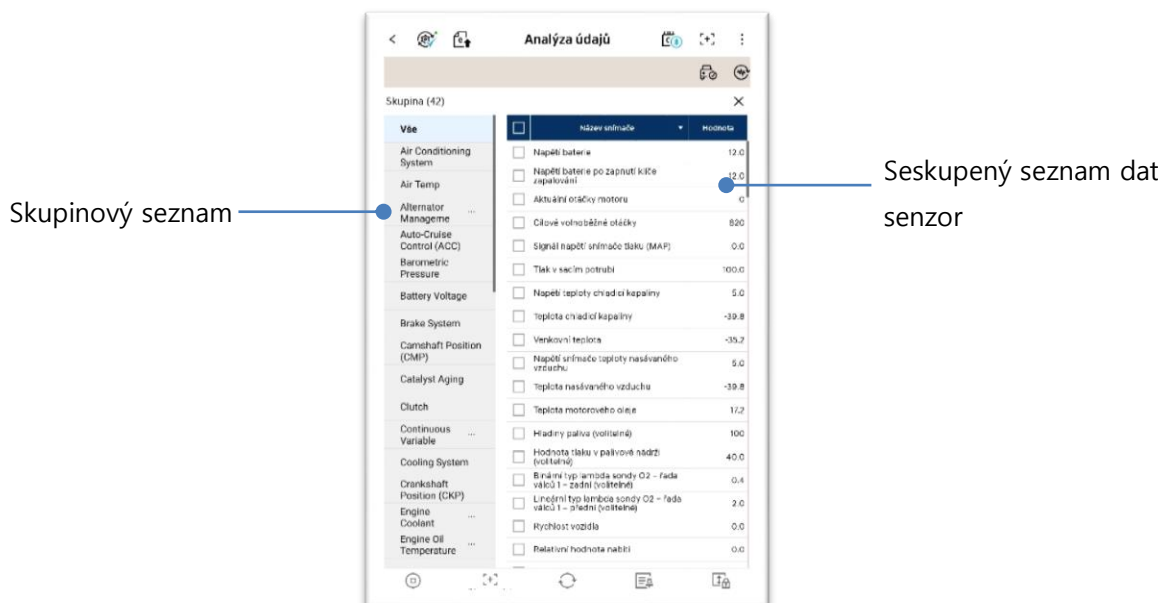 Analýza údajů
Skupina (42)
Skupinový seznam
Vše
Air Conditioning
System
Air Temp
Alternator ...
Manageme
Auto-Cruise
Control (ACC)
Barometric
Pressure
Battery Voltage
Brake System
Camshaft Position
(CMP)
Catalyst Aging
Clutch
Continuous ...
Variable
Cooling System
Crankshaft
Position (CKP)
Engine ...
Coolant
Engine Oil ...
Temperature
Název snímače Hodnota
Napětí baterie 12.0
Napětí baterie po zapnutí klíče
zapalování 12.0
Aktuální otáčky motoru 0
Cílové volnoběžné otáčky 620
Signál napětí snímače tlaku (MAP) 0.0
Tlak v sacím potrubí 100.0
Napětí teploty chladicí kapaliny 5.0
Teplota chladicí kapaliny -39.8
Venkovní teplota -35.2
Napětí snímače teploty nasávaného
vzduchu 5.0
Teplota nasávaného vzduchu -39.8
Teplota motorového oleje 17.2
Hladiny paliva (volitelné) 100
Hodnota tlaku v palivové nádrži
(volitelné) 40.0
Binární typ lambda sondy O2 – řada
válců 1 – zadní (volitelné) 0.4
Lineární typ lambda sondy O2 – řada
válců 1 – přední (volitelné) 2.0
Rychlost vozidla 0.0
Relativní hodnota nabití 0.0
Seskupený seznam dat
senzor